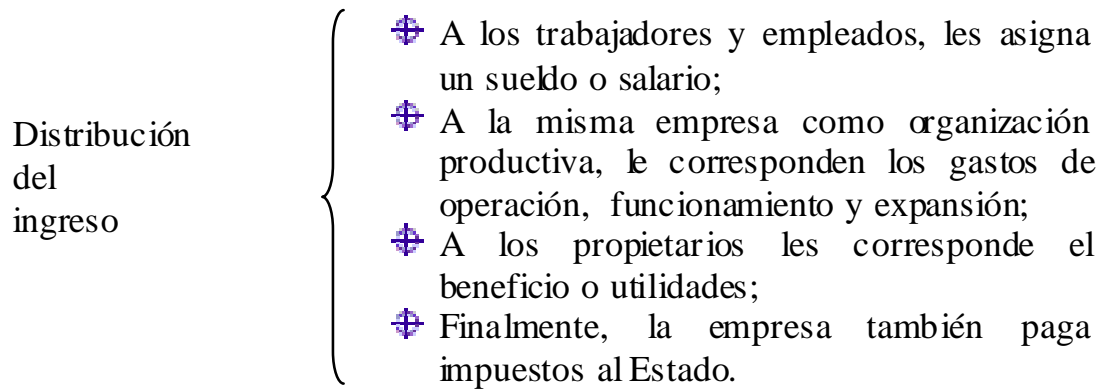 Distribución
del
ingreso
A los trabajadores y empleados, les asigna
un sueldo o salario;
A la misma empresa como organización
productiva, le corresponden los gastos de
operación, funcionamiento y expansión;
A los propietarios les corresponde el
beneficio o utilidades;
Finalmente, la empresa también paga
impuestos al Estado.